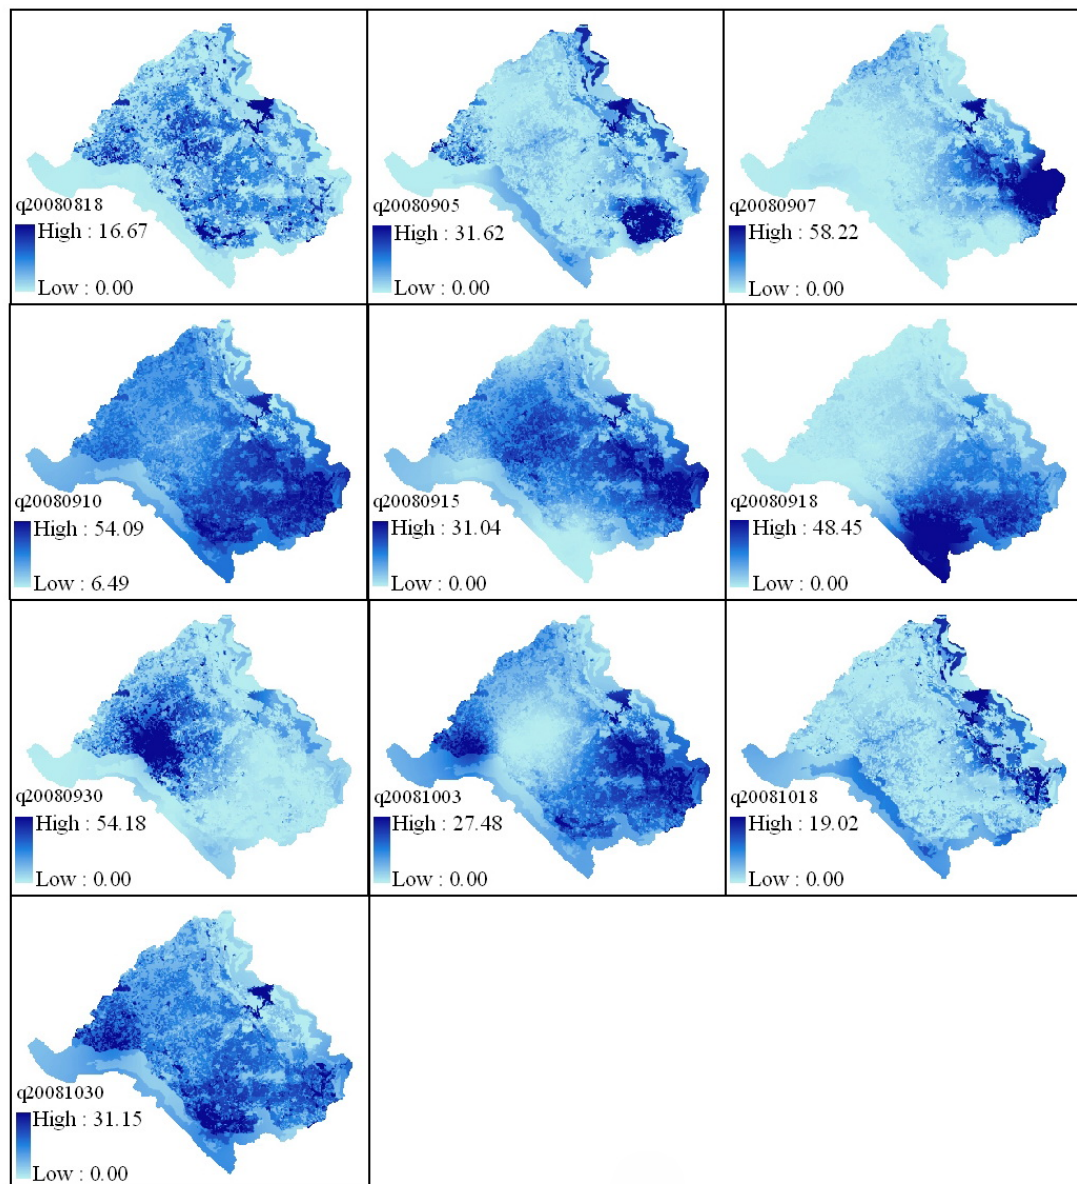 q20080818
High : 16.67
Low : 0.00
q20080905
High : 31.62
Low : 0.00
q20080907
High : 58.22
Low : 0.00
q20080910
High : 54.09
Low : 6.49
q20080915
High : 31.04
Low : 0.00
q20080918
High : 48.45
Low : 0.00
q20080930
High : 54.18
Low : 0.00
q20081003
High : 27.48
Low : 0.00
q20081018
High : 19.02
Low : 0.00
q20081030
High : 31.15
Low : 0.00